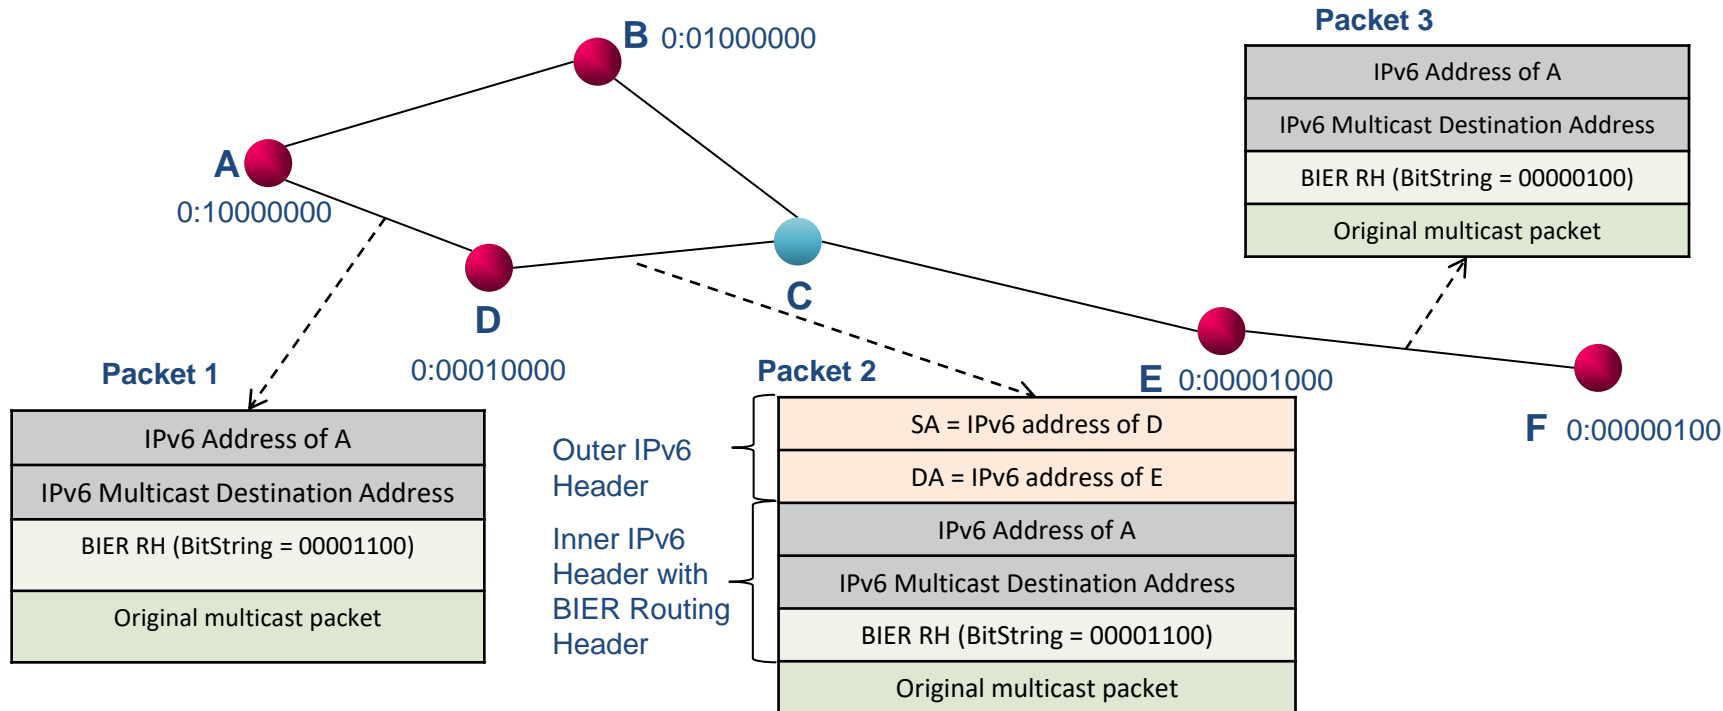 B 0:01000000
A
0:10000000
D
0:00010000
C
E 0:00001000
F 0:00000100
Packet 1
IPv6 Address of A
IPv6 Multicast Destination Address
BIER RH (BitString = 00001100)
Original multicast packet
Packet 2
Outer IPv6
Header
Inner IPv6
Header with
BIER Routing
Header
SA = IPv6 address of D
DA = IPv6 address of E
IPv6 Address of A
IPv6 Multicast Destination Address
BIER RH (BitString = 00001100)
Original multicast packet
Packet 3
IPv6 Address of A
IPv6 Multicast Destination Address
BIER RH (BitString = 00000100)
Original multicast packet